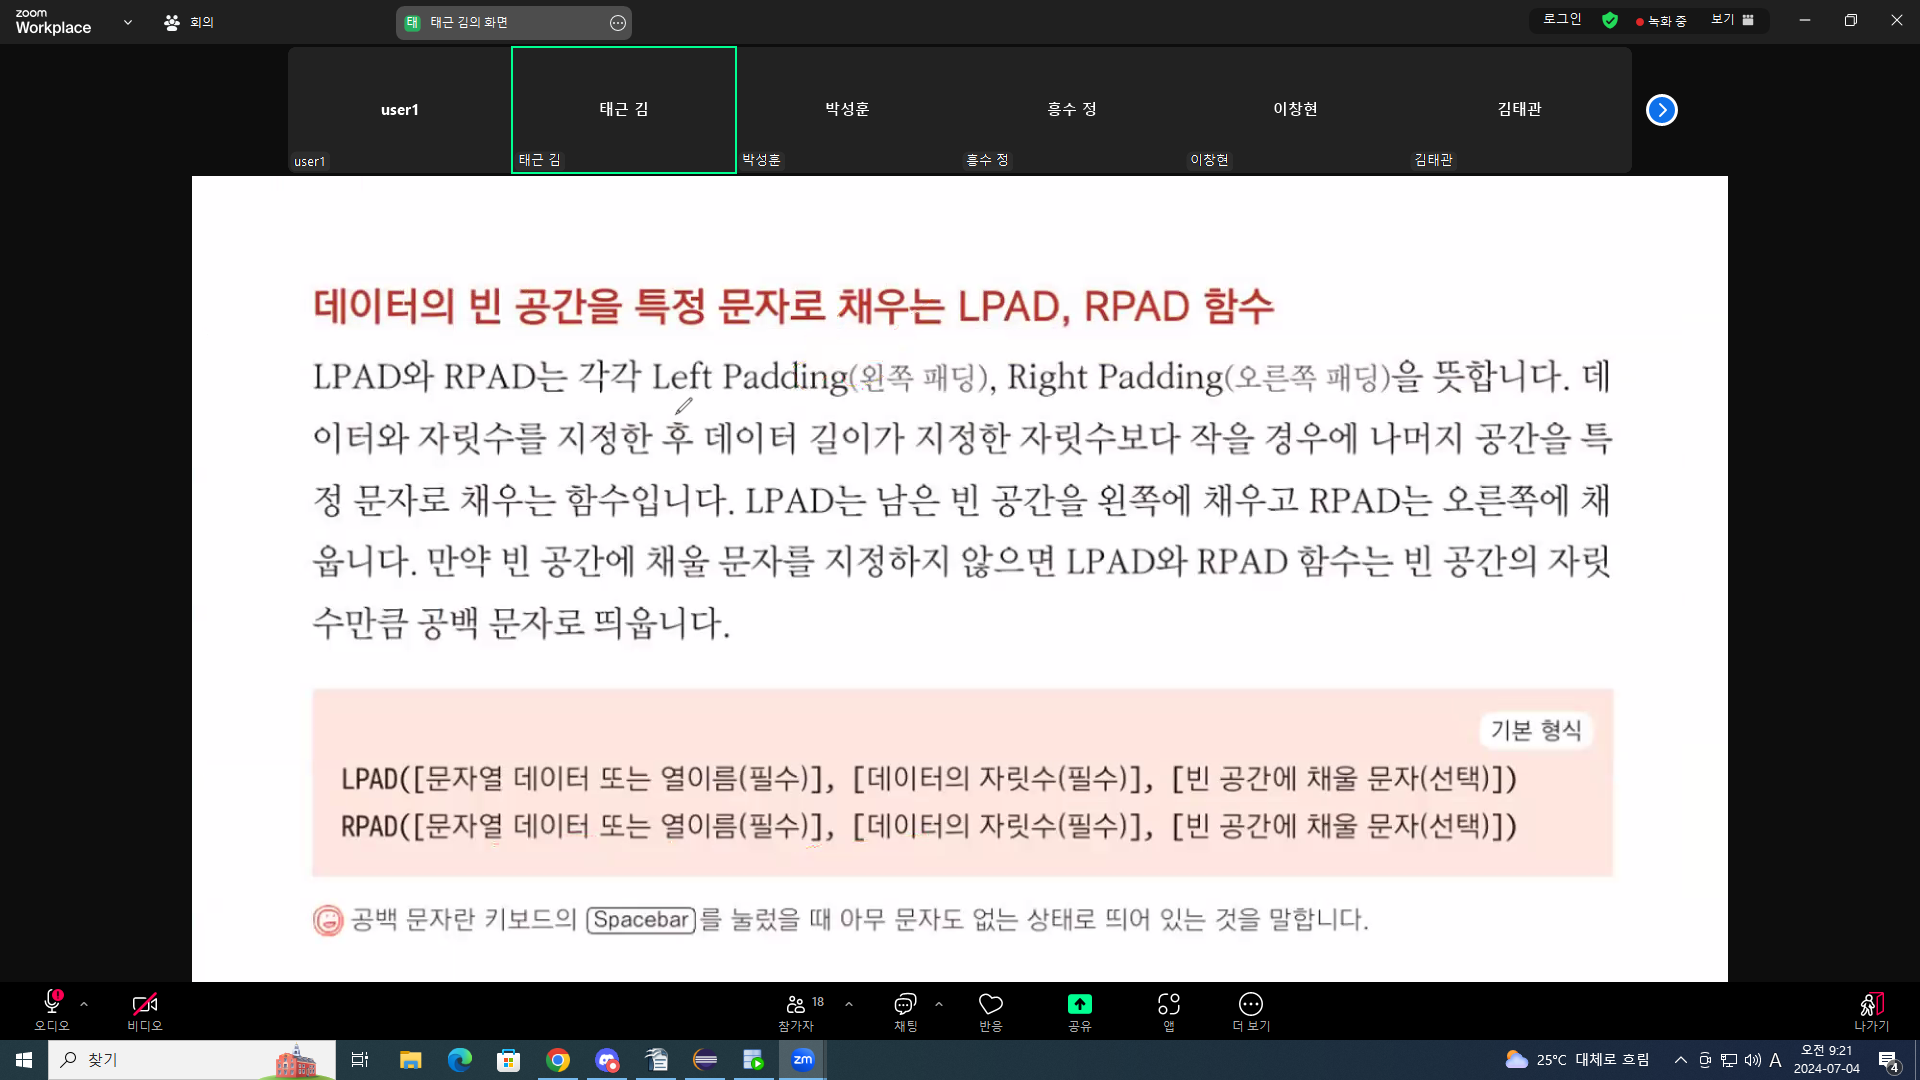 zoom
Workplace
회의
태 태근 김의 화면
로그인
녹화 중
보기
user1
태근 김
박성훈
흥수 정
이창현
김태관
user1
태근 김
박성훈
흥수 정
이창현
김태관
데이터의 빈 공간을 특정 문자로 채우는 LPAD, RPAD 함수
LPAD와 RPAD는 각각 Left Padding(왼쪽 패딩), Right Padding(오른쪽 패딩)을 뜻합니다. 데
이터와 자릿수를 지정한 후 데이터 길이가 지정한 자릿수보다 작을 경우에 나머지 공간을 특
정 문자로 채우는 함수입니다. LPAD는 남은 빈 공간을 왼쪽에 채우고 RPAD는 오른쪽에 채
웁니다. 만약 빈 공간에 채울 문자를 지정하지 않으면 LPAD와 RPAD 함수는 빈 공간의 자릿
수만큼 공백 문자로 띄웁니다.
기본 형식
LPAD([문자열 데이터 또는 열이름(필수)], [데이터의 자릿수(필수)], [빈 공간에 채울 문자(선택)])
RPAD([문자열 데이터 또는 열이름(필수)], [데이터의 자릿수(필수)], [빈 공간에 채울 문자(선택)])
공백 문자란 키보드의 Spacebar를 눌렀을 때 아무 문자도 없는 상태로 띄어 있는 것을 말합니다.
오디오
비디오
18
참가자
채팅
반응
공유
앱
더 보기
나가기
찾기
zm
25°C 대체로 흐림
A
오전 9:21
2024-07-04
4